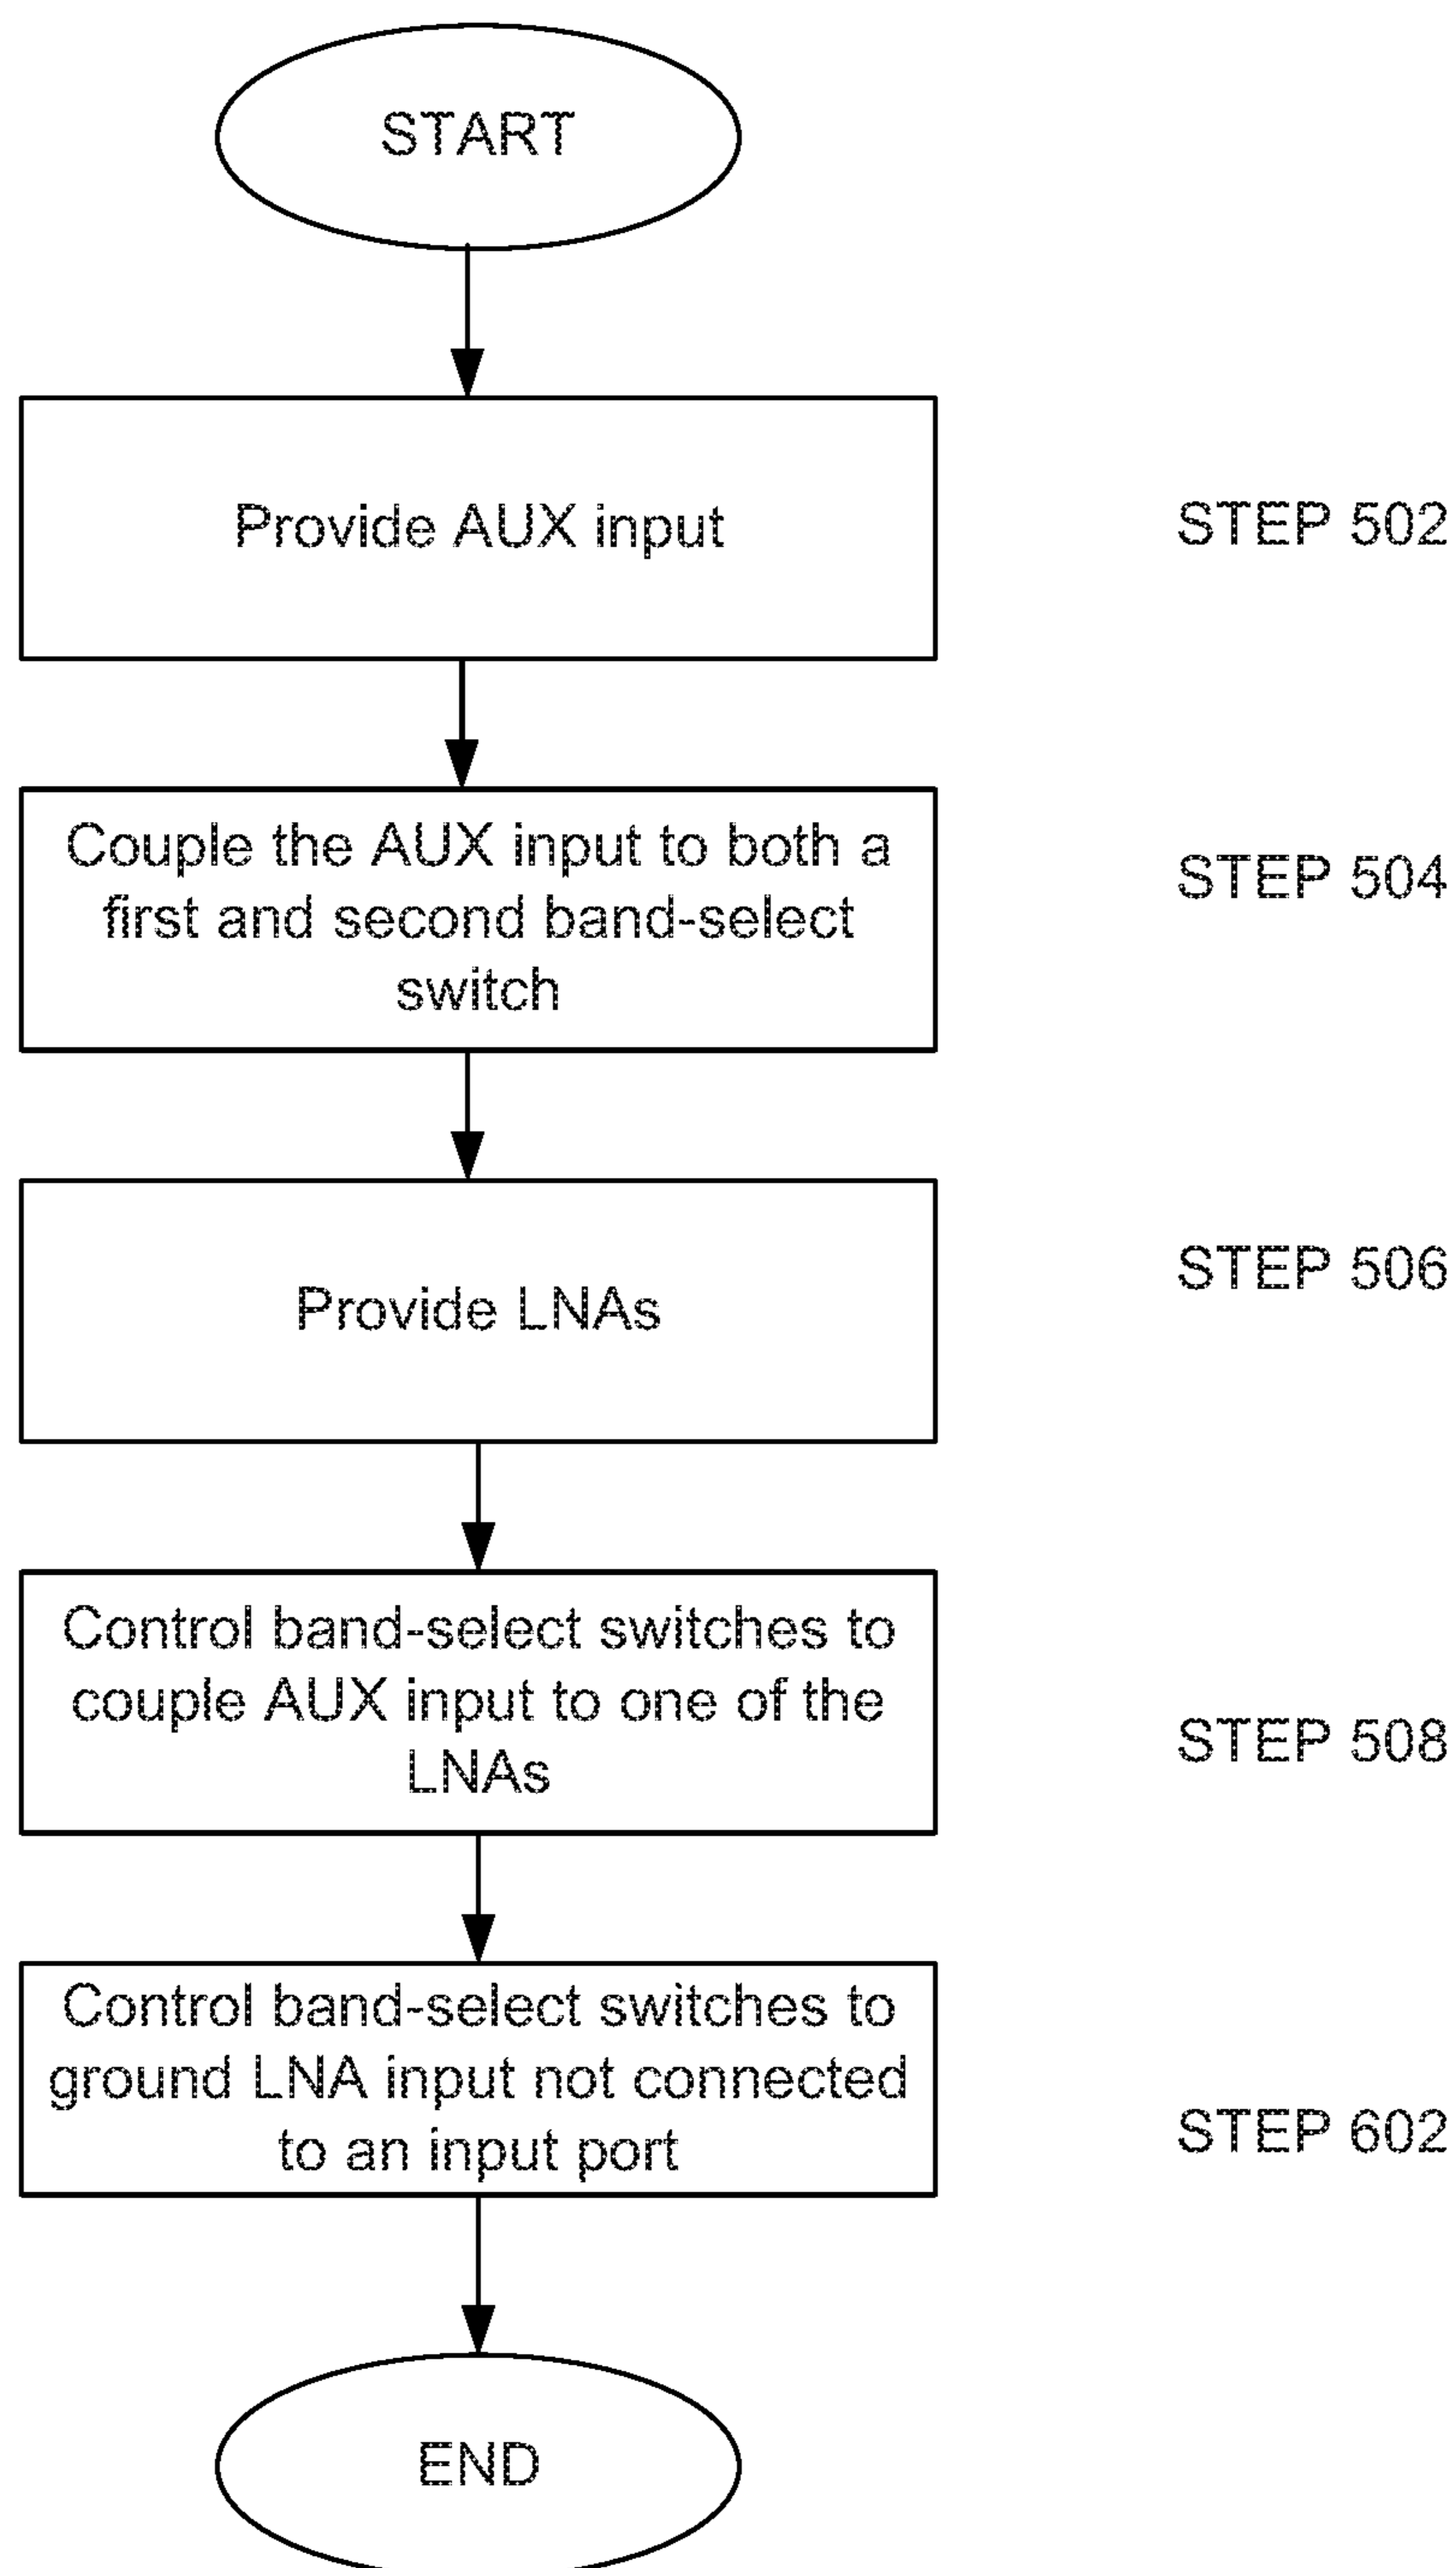 START
Provide AUX input
STEP 502
Couple the AUX input to both a
first and second band-select
switch
STEP 504
Provide LNAs
STEP 506
Control band-select switches to
couple AUX input to one of the
LNAs
STEP 508
Control band-select switches to
ground LNA input not connected
to an input port
STEP 602
END